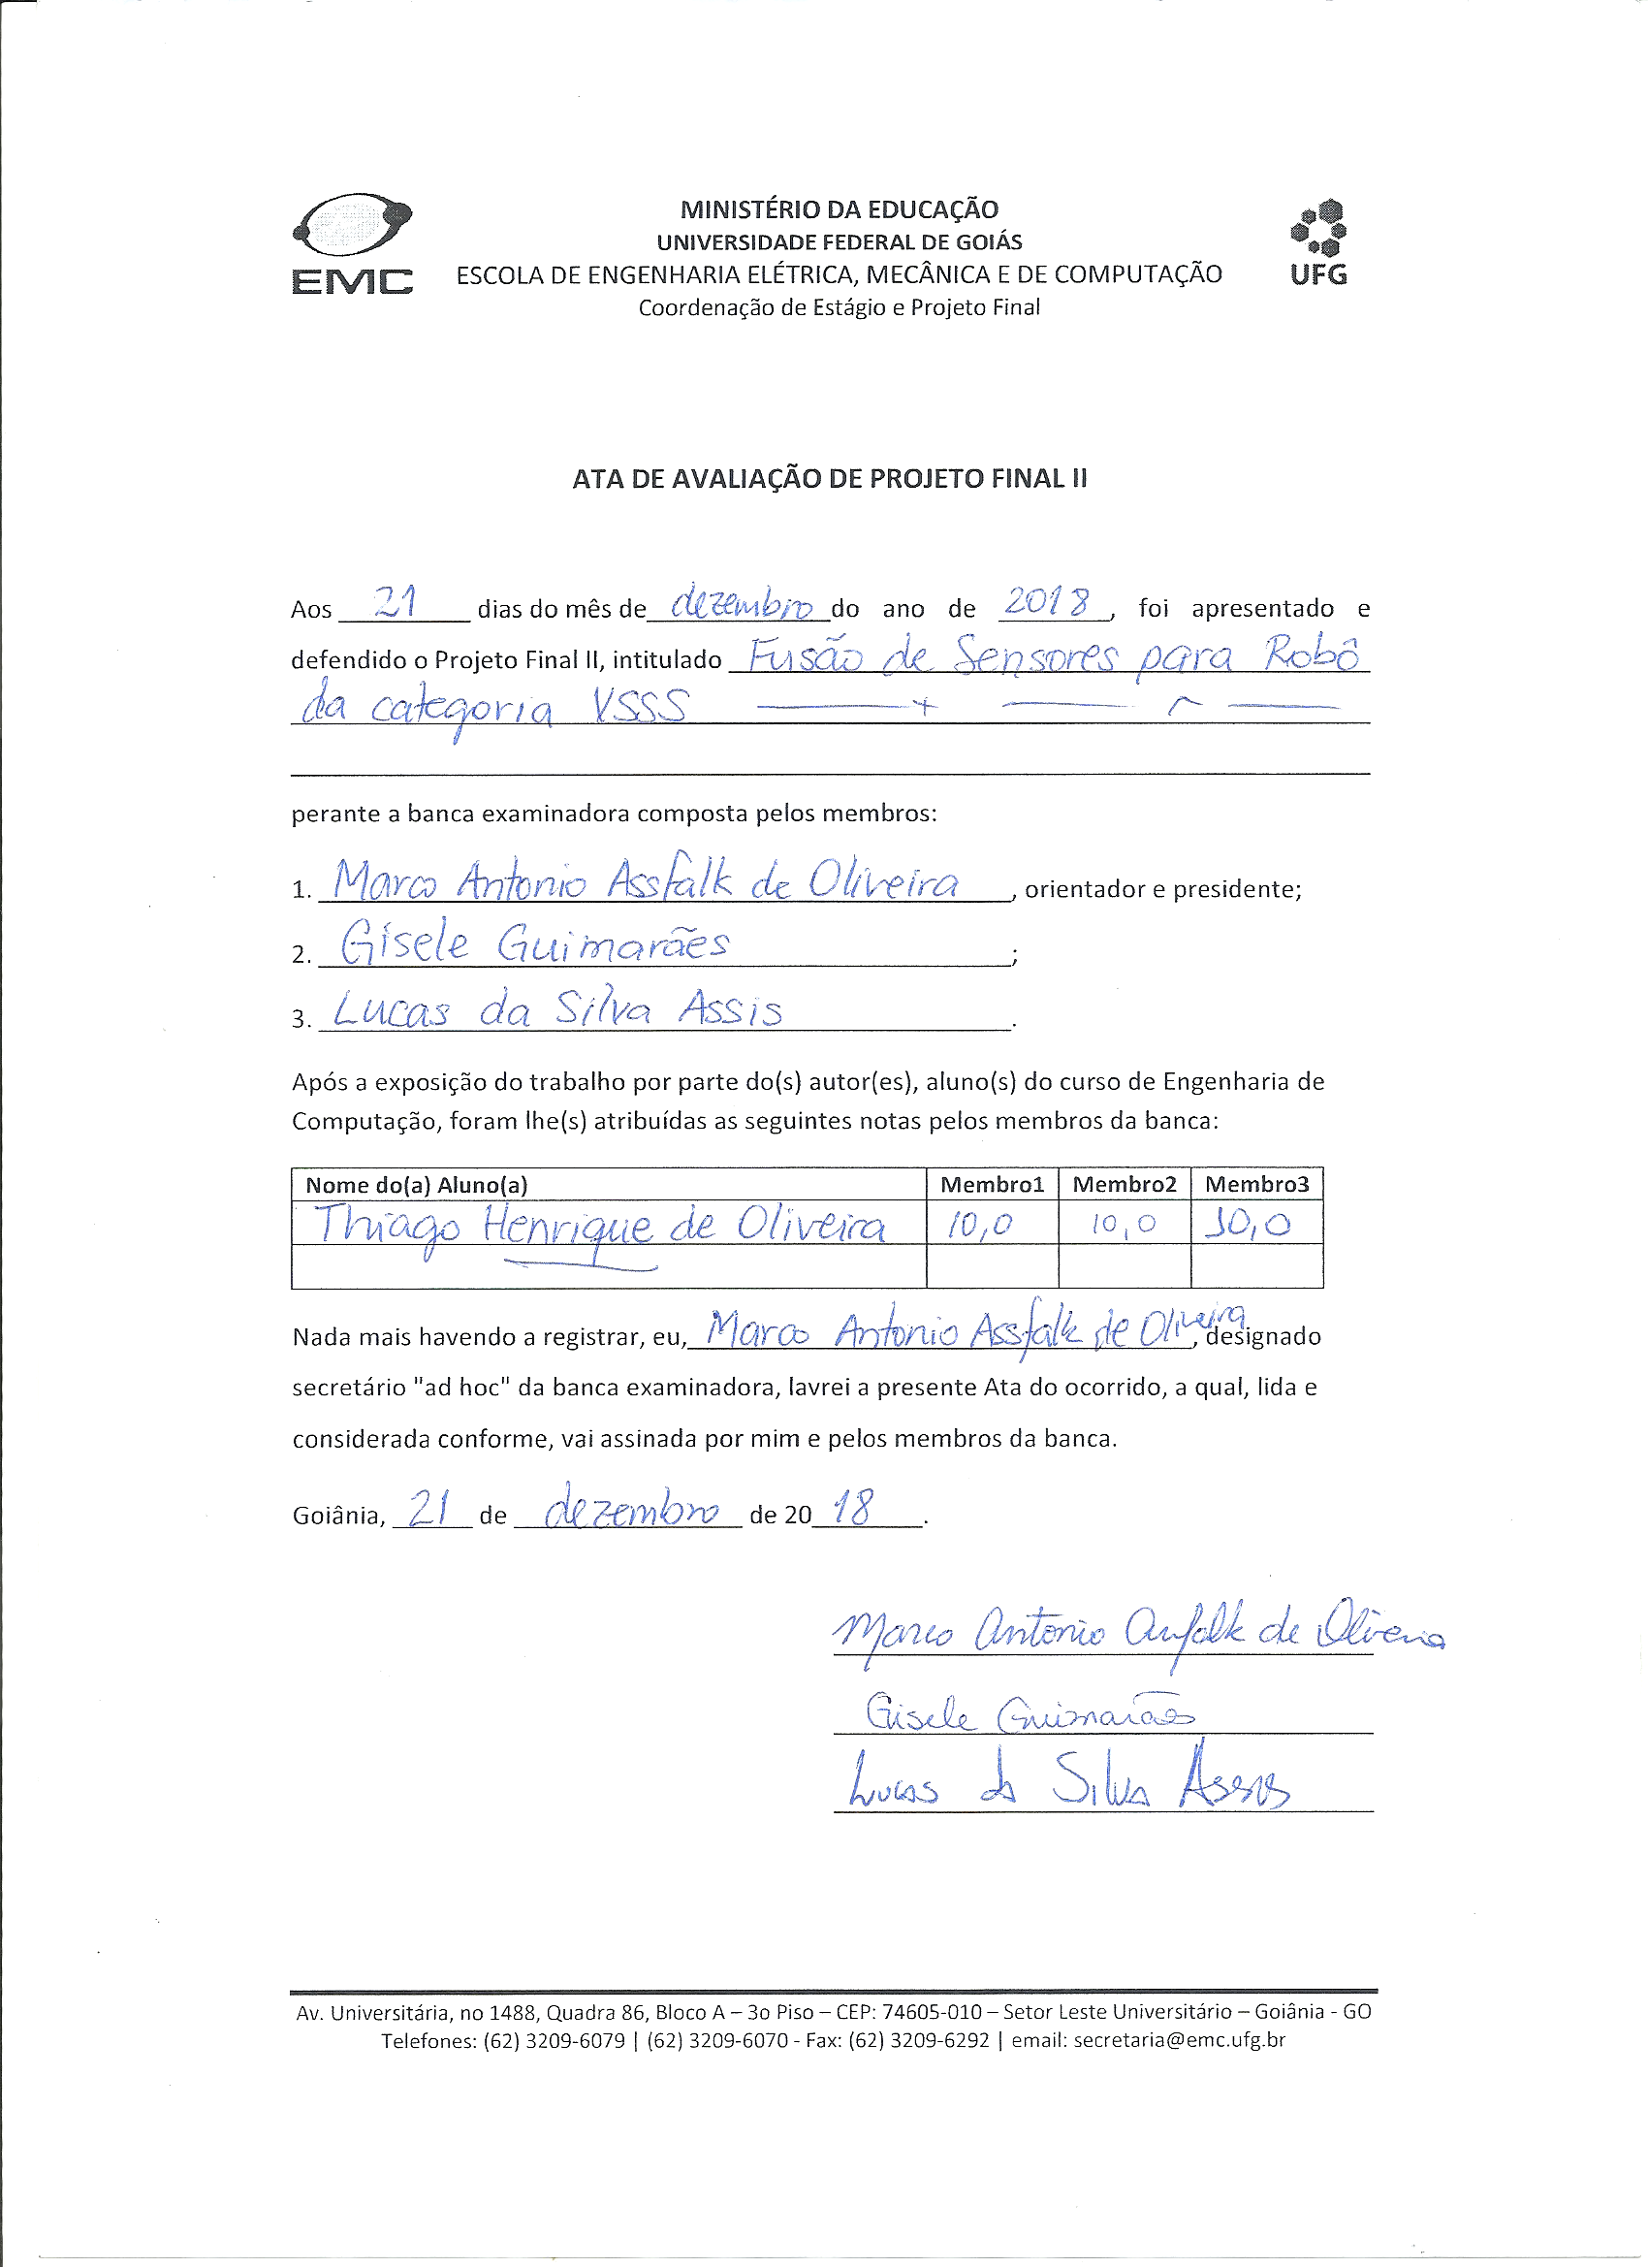 EMC
MINISTÉRIO DA EDUCAÇÃO
UNIVERSIDADE FEDERAL DE GOIÁS
ESCOLA DE ENGENHARIA ELÉTRICA, MECÂNICA E DE COMPUTAÇÃO
Coordenação de Estágio e Projeto Final
UFG
ATA DE AVALIAÇÃO DE PROJETO FINAL II
Aos 21 dias do mês de dezembro do ano de 2018, foi apresentado e
defendido o Projeto Final II, intitulado Fusão de Sensores para Robô
da categoria VSSS
perante a banca examinadora composta pelos membros:
1. Marco Antonio Assfalk de Oliveira, orientador e presidente;
2. Gisele Guimarães;
3. Lucas da Silva Assis.
Após a exposição do trabalho por parte do(s) autor(es), aluno(s) do curso de Engenharia de
Computação, foram lhe(s) atribuídas as seguintes notas pelos membros da banca:
Nome do(a) Aluno(a) Membro1 Membro2 Membro3
Thiago Henrique de Oliveira 10,0 10,0 10,0
Nada mais havendo a registrar, eu, Marco Antonio Assfalk de Oliveira, designado
secretário "ad hoc" da banca examinadora, lavrei a presente Ata do ocorrido, a qual, lida e
considerada conforme, vai assinada por mim e pelos membros da banca.
Goiânia, 21 de dezembro de 2018.
Marco Antonio Assfalk de Oliveira
Gisele Guimarães
Lucas da Silva Assis
Av. Universitária, no 1488, Quadra 86, Bloco A – 3o Piso – CEP: 74605-010 – Setor Leste Universitário – Goiânia - GO
Telefones: (62) 3209-6079 | (62) 3209-6070 - Fax: (62) 3209-6292 | email: secretaria@emc.ufg.br